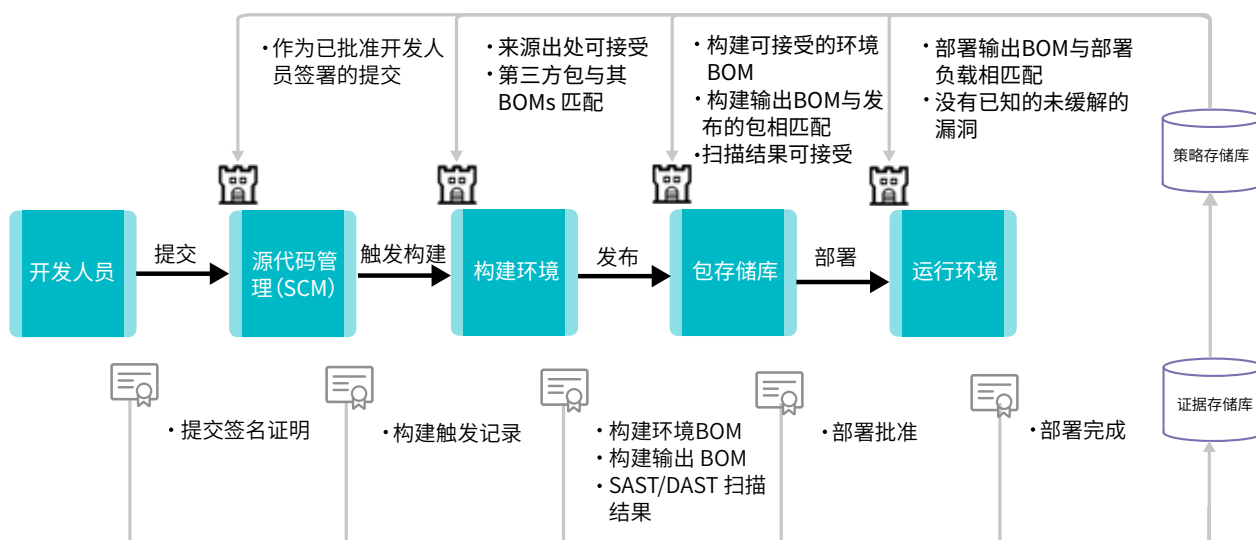 ·作为已批准开发人
员签署的提交
·来源出处可接受
·第三方包与其
BOMs 匹配
·构建可接受的环境
BOM
·构建输出BOM与发
布的包相匹配
·扫描结果可接受
·部署输出BOM与部署
负载相匹配
·没有已知的未缓解的
漏洞
策略存储库
开发人员
提交
源代码管
理(SCM)
触发构建
构建环境
发布
包存储库
部署
运行环境
证据存储库
·提交签名证明
·构建触发记录
·构建环境BOM
·构建输出 BOM
·SAST/DAST 扫描
结果
·部署批准
·部署完成